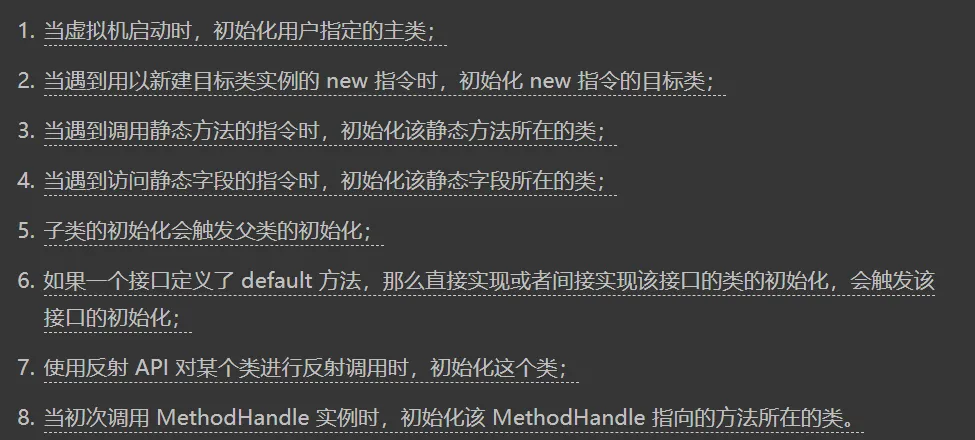 1. 当虚拟机启动时，初始化用户指定的主类；
2. 当遇到用以新建目标类实例的 new 指令时，初始化 new 指令的目标类；
3. 当遇到调用静态方法的指令时，初始化该静态方法所在的类；
4. 当遇到访问静态字段的指令时，初始化该静态字段所在的类；
5. 子类的初始化会触发父类的初始化；
6. 如果一个接口定义了 default 方法，那么直接实现或者间接实现该接口的类的初始化，会触发该
接口的初始化；
7. 使用反射 API 对某个类进行反射调用时，初始化这个类；
8. 当初次调用 MethodHandle 实例时，初始化该 MethodHandle 指向的方法所在的类。